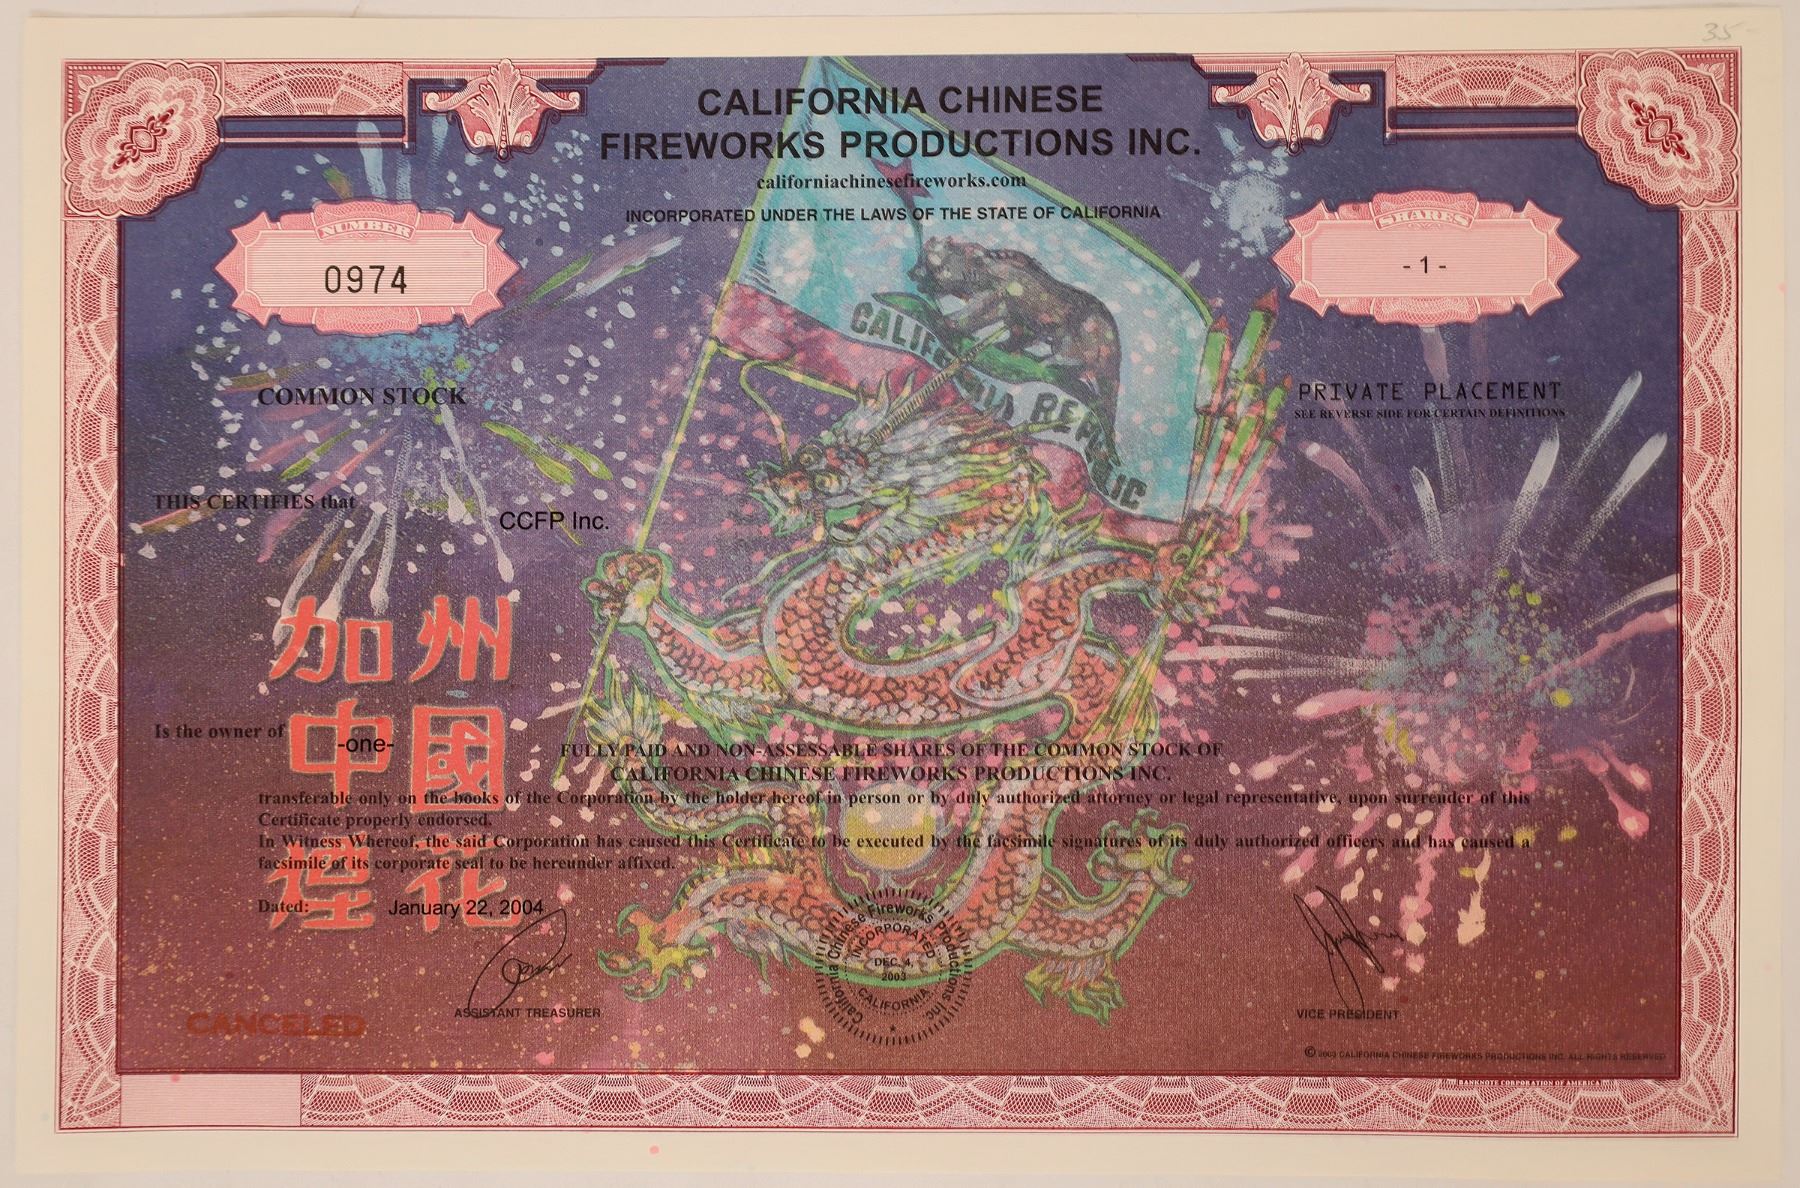 35-
CALIFORNIA CHINESE
FIREWORKS PRODUCTIONS INC.
californiachinesefireworks.com
INCORPORATED UNDER THE LAWS OF THE STATE OF CALIFORNIA
NUMBER
0974
SHARES
- 1 -
CALIFORNIA REPUBLIC
COMMON STOCK
PRIVATE PLACEMENT
SEE REVERSE SIDE FOR CERTAIN DEFINITIONS
THIS CERTIFIES that
CCFP Inc.
加州
中國
煙花
Is the owner of
-one-
FULLY PAID AND NON-ASSESSABLE SHARES OF THE COMMON STOCK OF
CALIFORNIA CHINESE FIREWORKS PRODUCTIONS INC.
transferable only on the books of the Corporation by the holder hereof in person or by duly authorized attorney or legal representative, upon surrender of this
Certificate properly endorsed.
In Witness Whereof, the said Corporation has caused this Certificate to be executed by the facsimile signatures of its duly authorized officers and has caused a
facsimile of its corporate seal to be hereunder affixed.
Dated: January 22, 2004
California Chinese Fireworks Productions Inc
INCORPORATED
DEC. 4,
2003
CALIFORNIA
ASSISTANT TREASURER
VICE PRESIDENT
CANCELED
© 2003 CALIFORNIA CHINESE FIREWORKS PRODUCTIONS INC. ALL RIGHTS RESERVED
BANKNOTE CORPORATION OF AMERICA